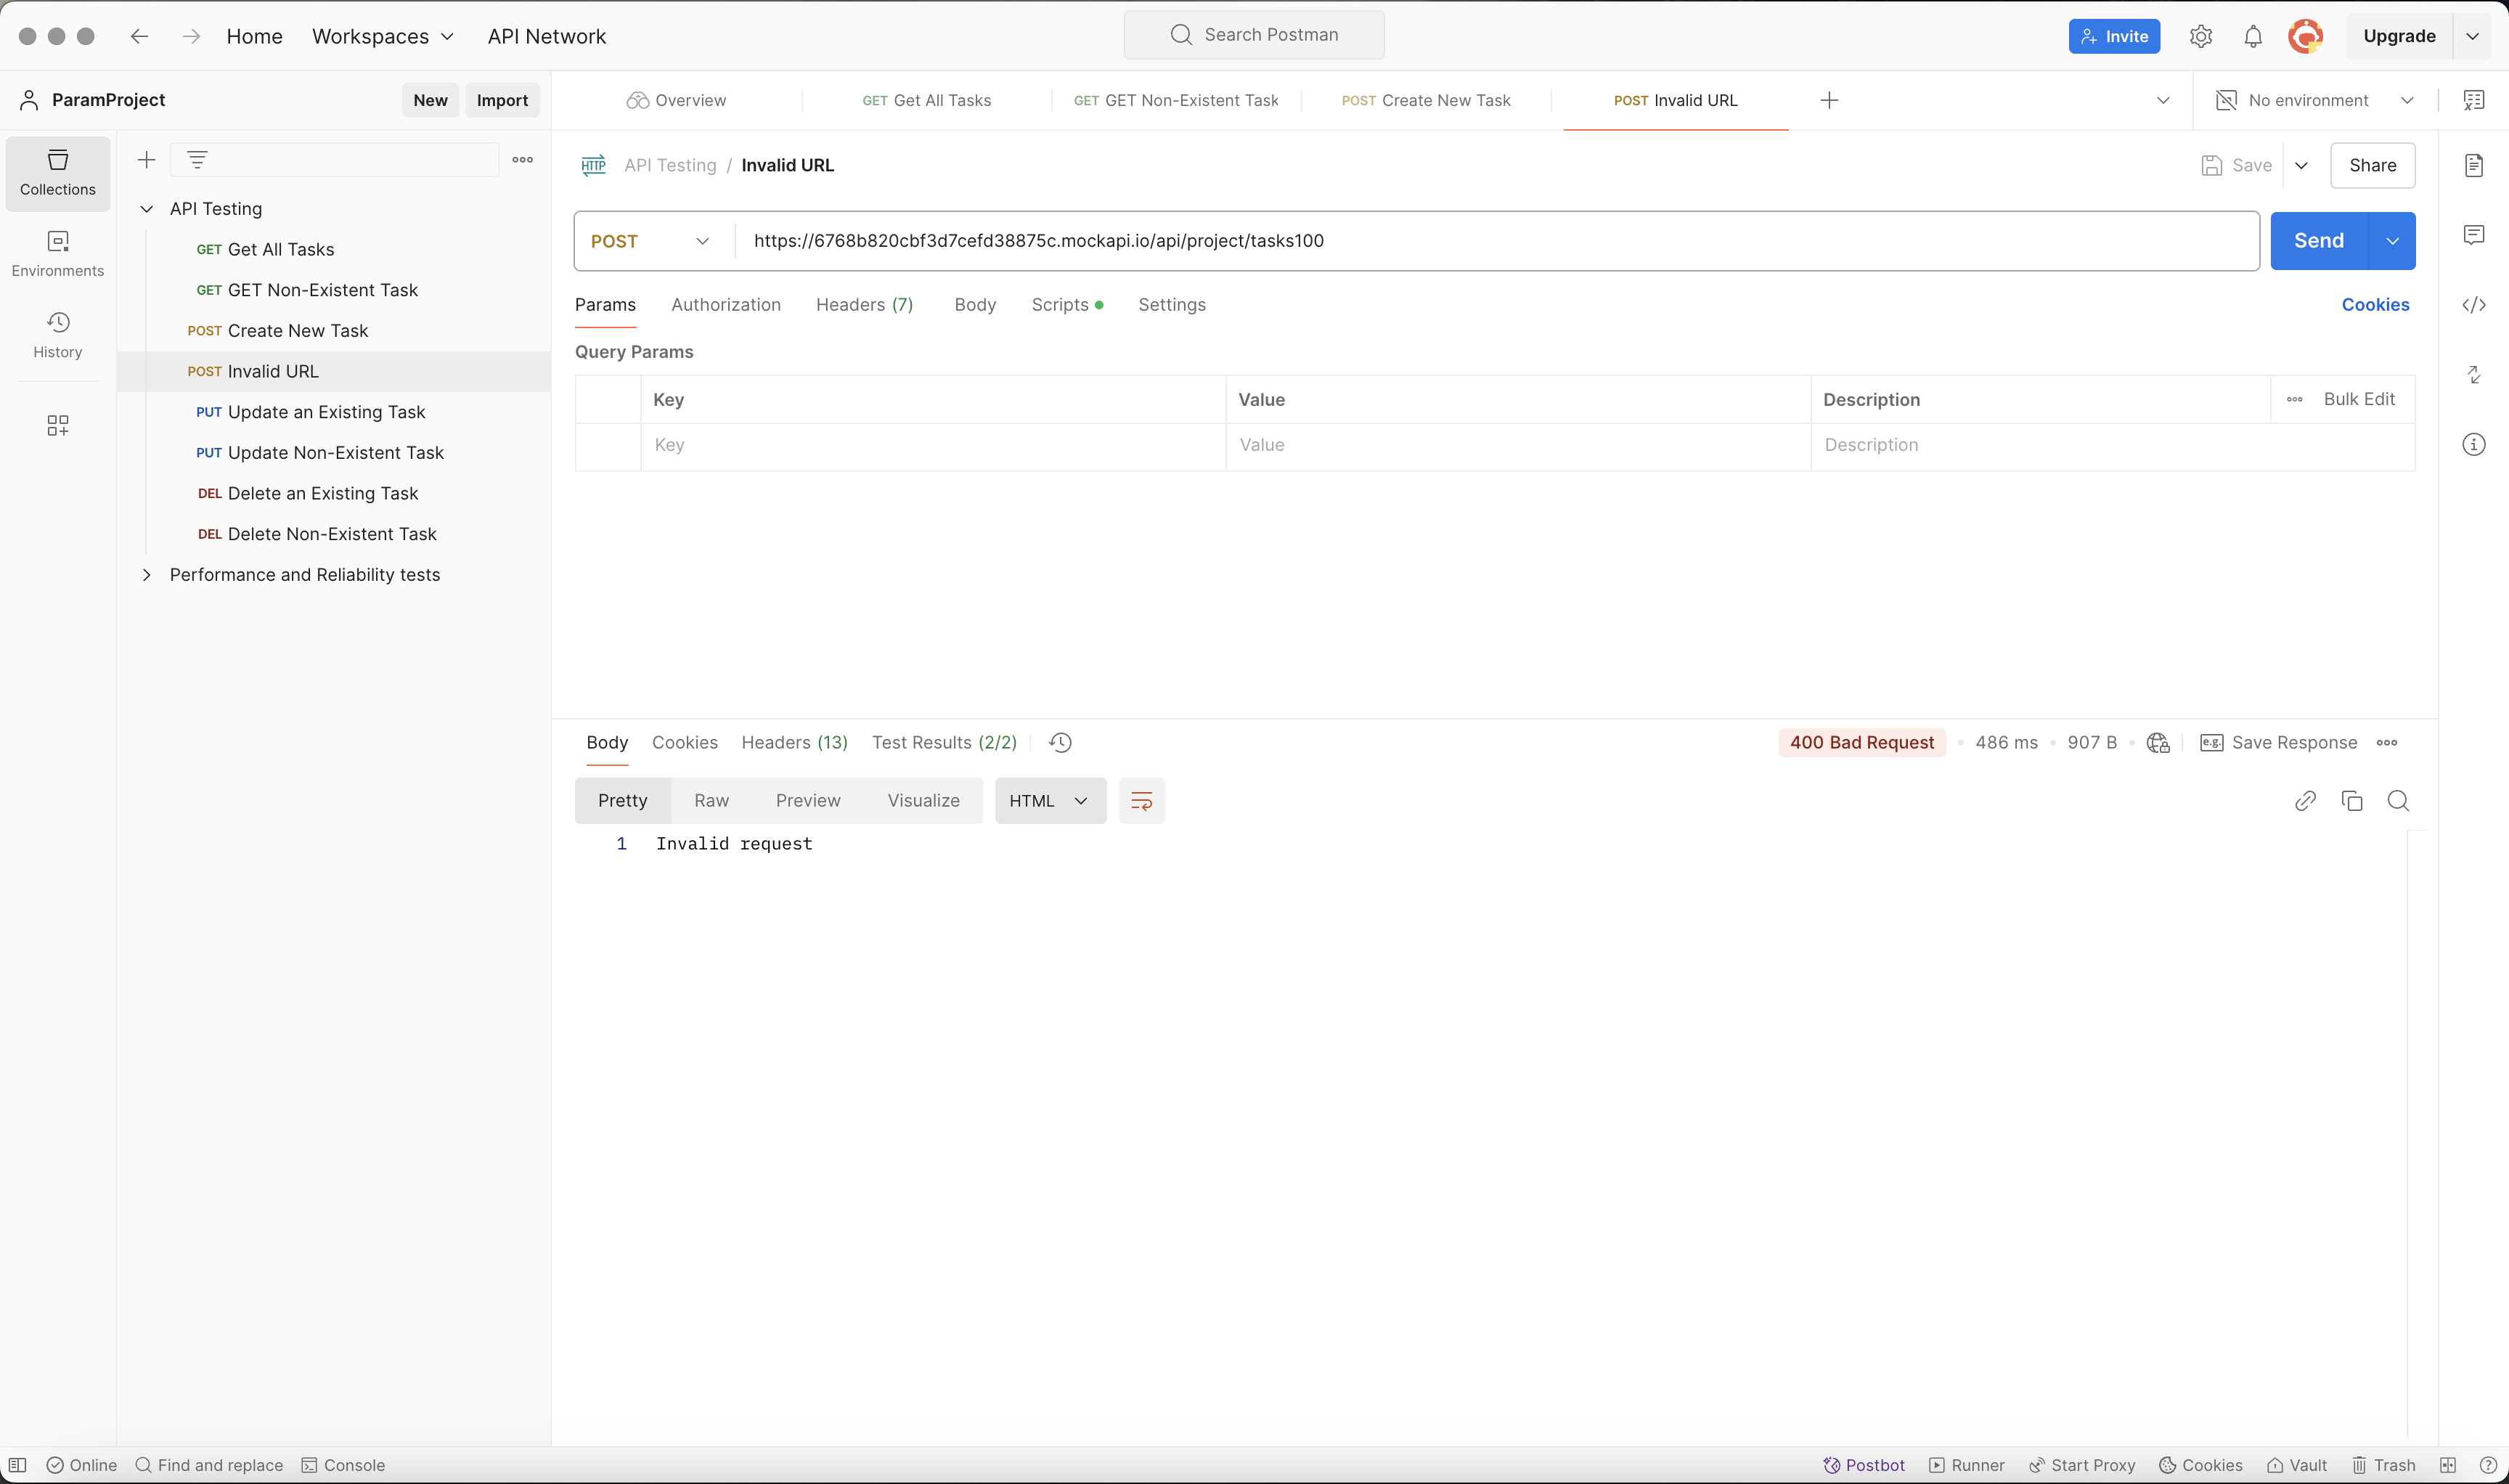 Home Workspaces API Network Search Postman Invite Upgrade
ParamProject New Import
Overview GET Get All Tasks GET GET Non-Existent Task POST Create New Task POST Invalid URL No environment
Collections
Environments
History
API Testing
GET Get All Tasks
GET GET Non-Existent Task
POST Create New Task
POST Invalid URL
PUT Update an Existing Task
PUT Update Non-Existent Task
DEL Delete an Existing Task
DEL Delete Non-Existent Task
Performance and Reliability tests
HTTP API Testing / Invalid URL Save Share
POST https://6768b820cbf3d7cefd38875c.mockapi.io/api/project/tasks100 Send
Params Authorization Headers (7) Body Scripts Settings Cookies
Query Params
Key Value Description Bulk Edit
Key Value Description
Body Cookies Headers (13) Test Results (2/2) 400 Bad Request 486 ms 907 B e.g. Save Response
Pretty Raw Preview Visualize HTML
1 Invalid request
Online Find and replace Console Postbot Runner Start Proxy Cookies Vault Trash